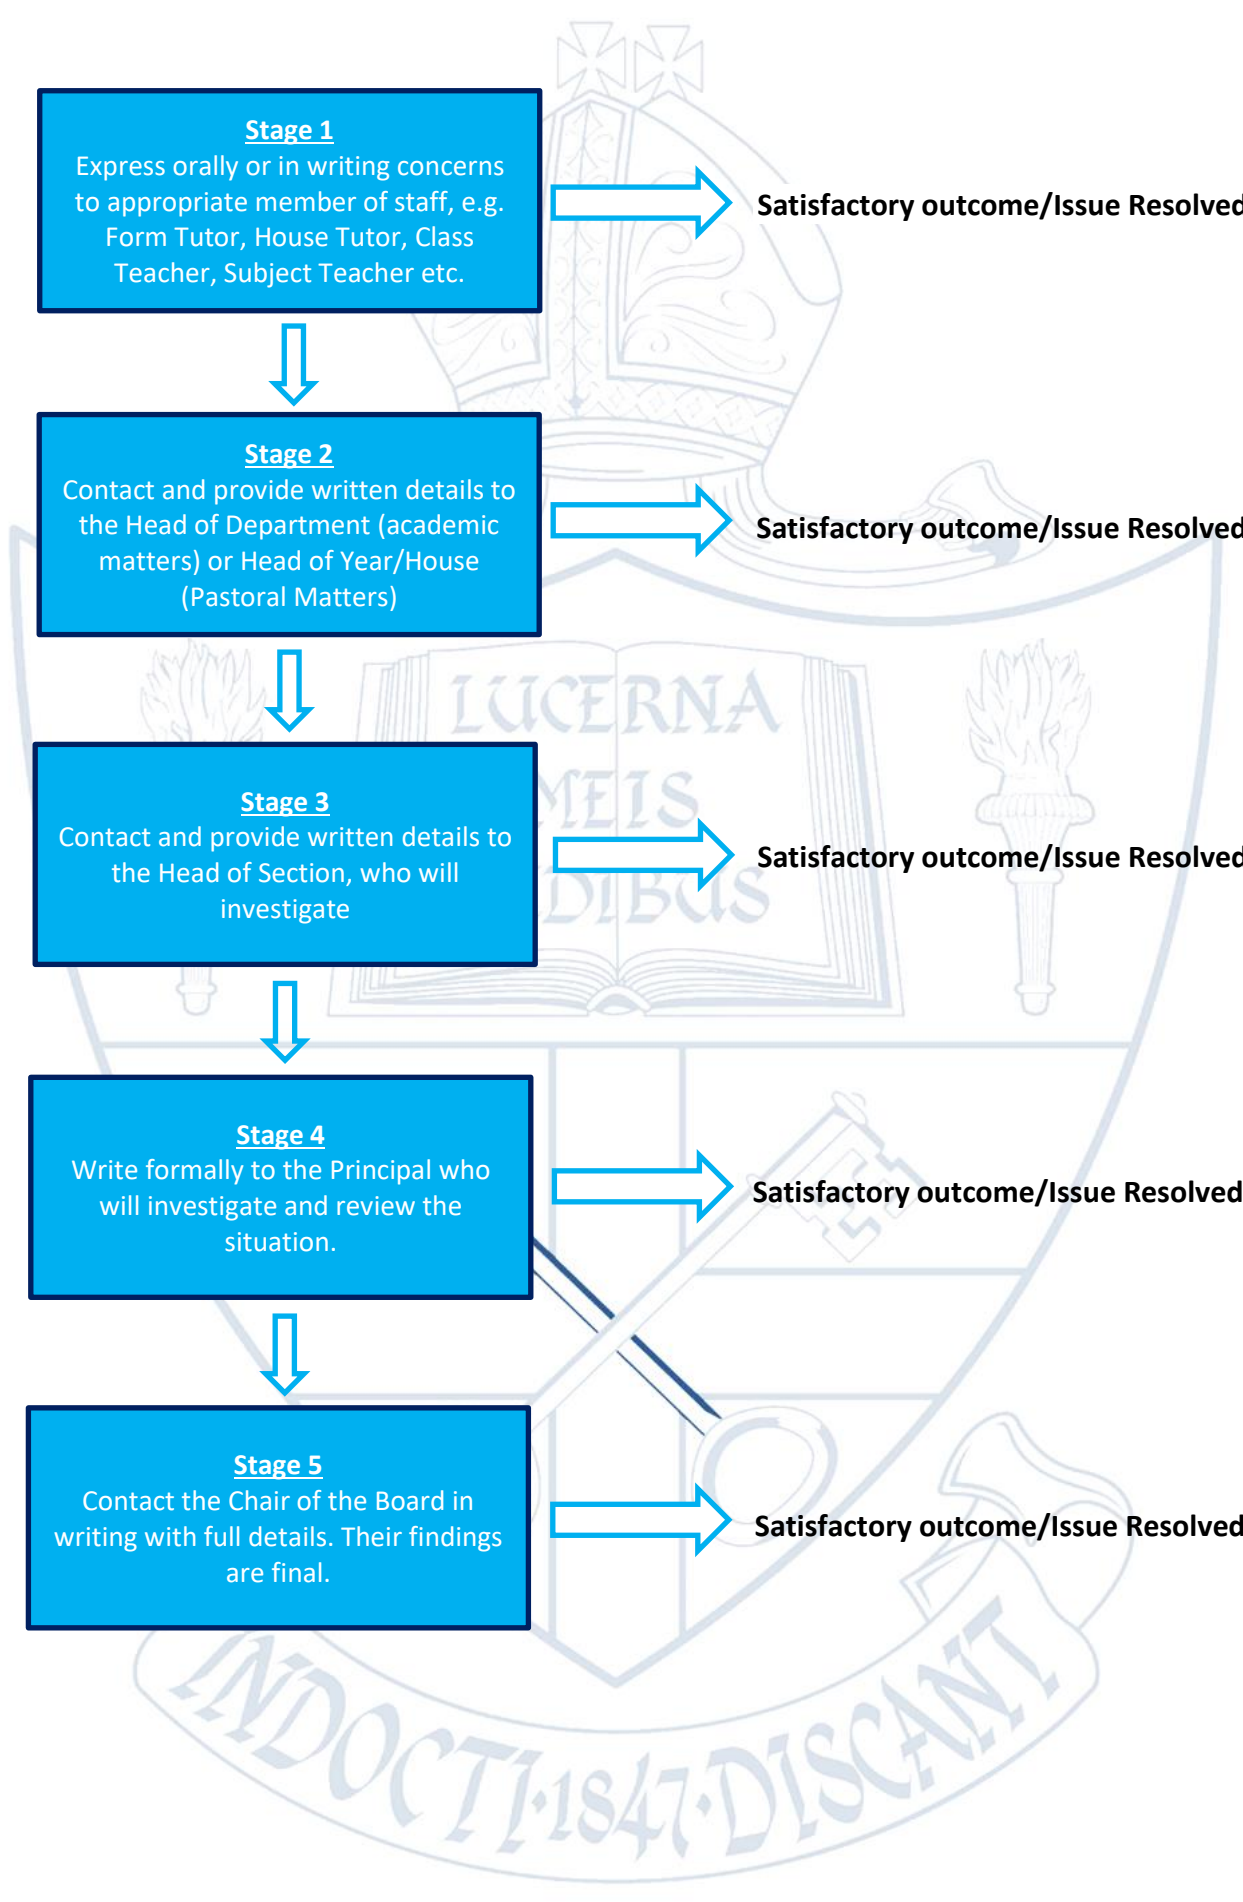 Stage 1
Express orally or in writing concerns
to appropriate member of staff, e.g.
Form Tutor, House Tutor, Class
Teacher, Subject Teacher etc.
Satisfactory outcome/Issue Resolved
Stage 2
Contact and provide written details to
the Head of Department (academic
matters) or Head of Year/House
(Pastoral Matters)
Satisfactory outcome/Issue Resolved
LUCERNA
MEIS
Stage 3
Contact and provide written details to
the Head of Section, who will
investigate
Satisfactory outcome/Issue Resolved
DIBUS
Stage 4
Write formally to the Principal who
will investigate and review the
situation.
Satisfactory outcome/Issue Resolved
Stage 5
Contact the Chair of the Board in
writing with full details. Their findings
are final.
Satisfactory outcome/Issue Resolved
INDOCTI·1847·DISCANT